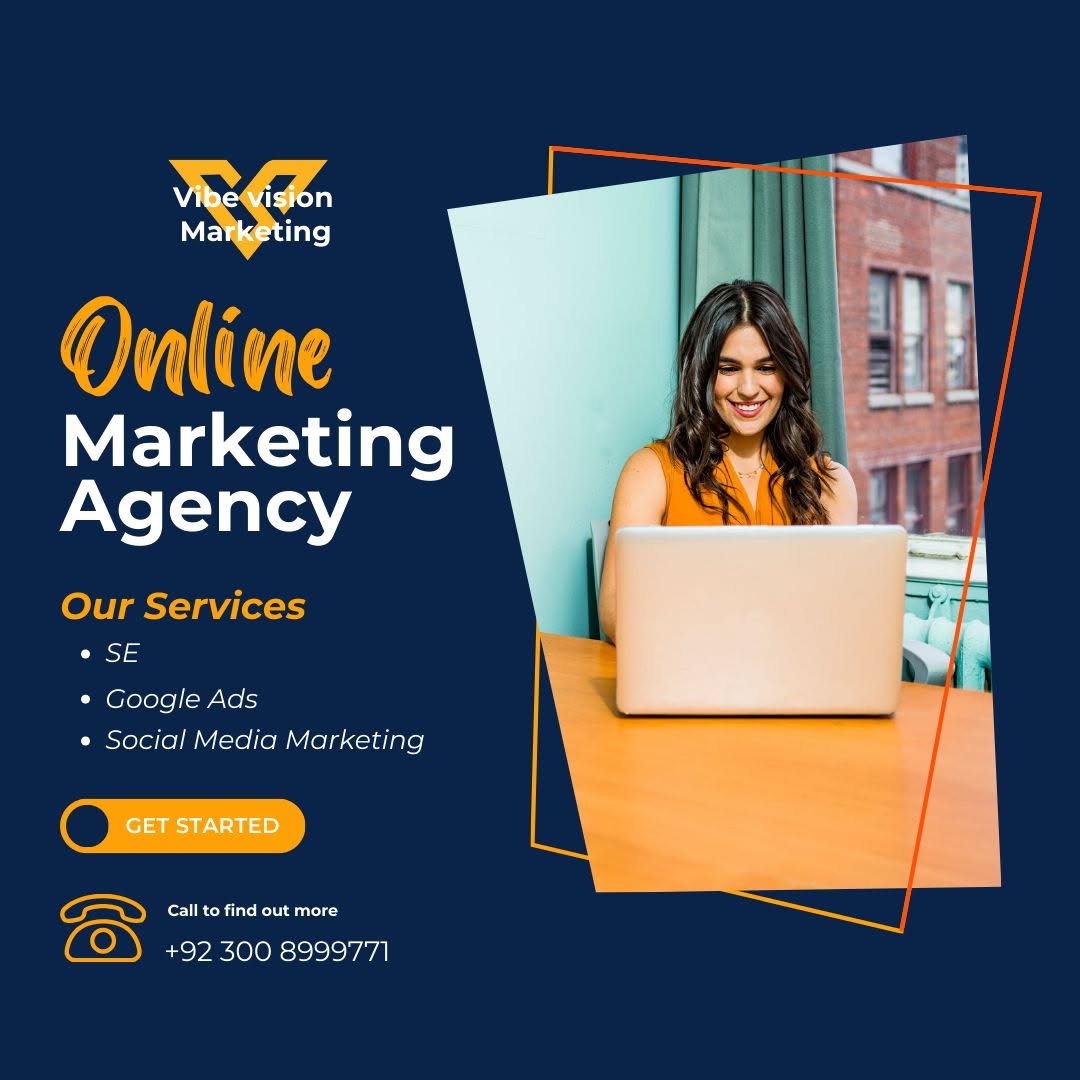 Vibe vision
Marketing
Online
Marketing
Agency
Our Services
• SE
• Google Ads
• Social Media Marketing
GET STARTED
Call to find out more
+92 300 8999771